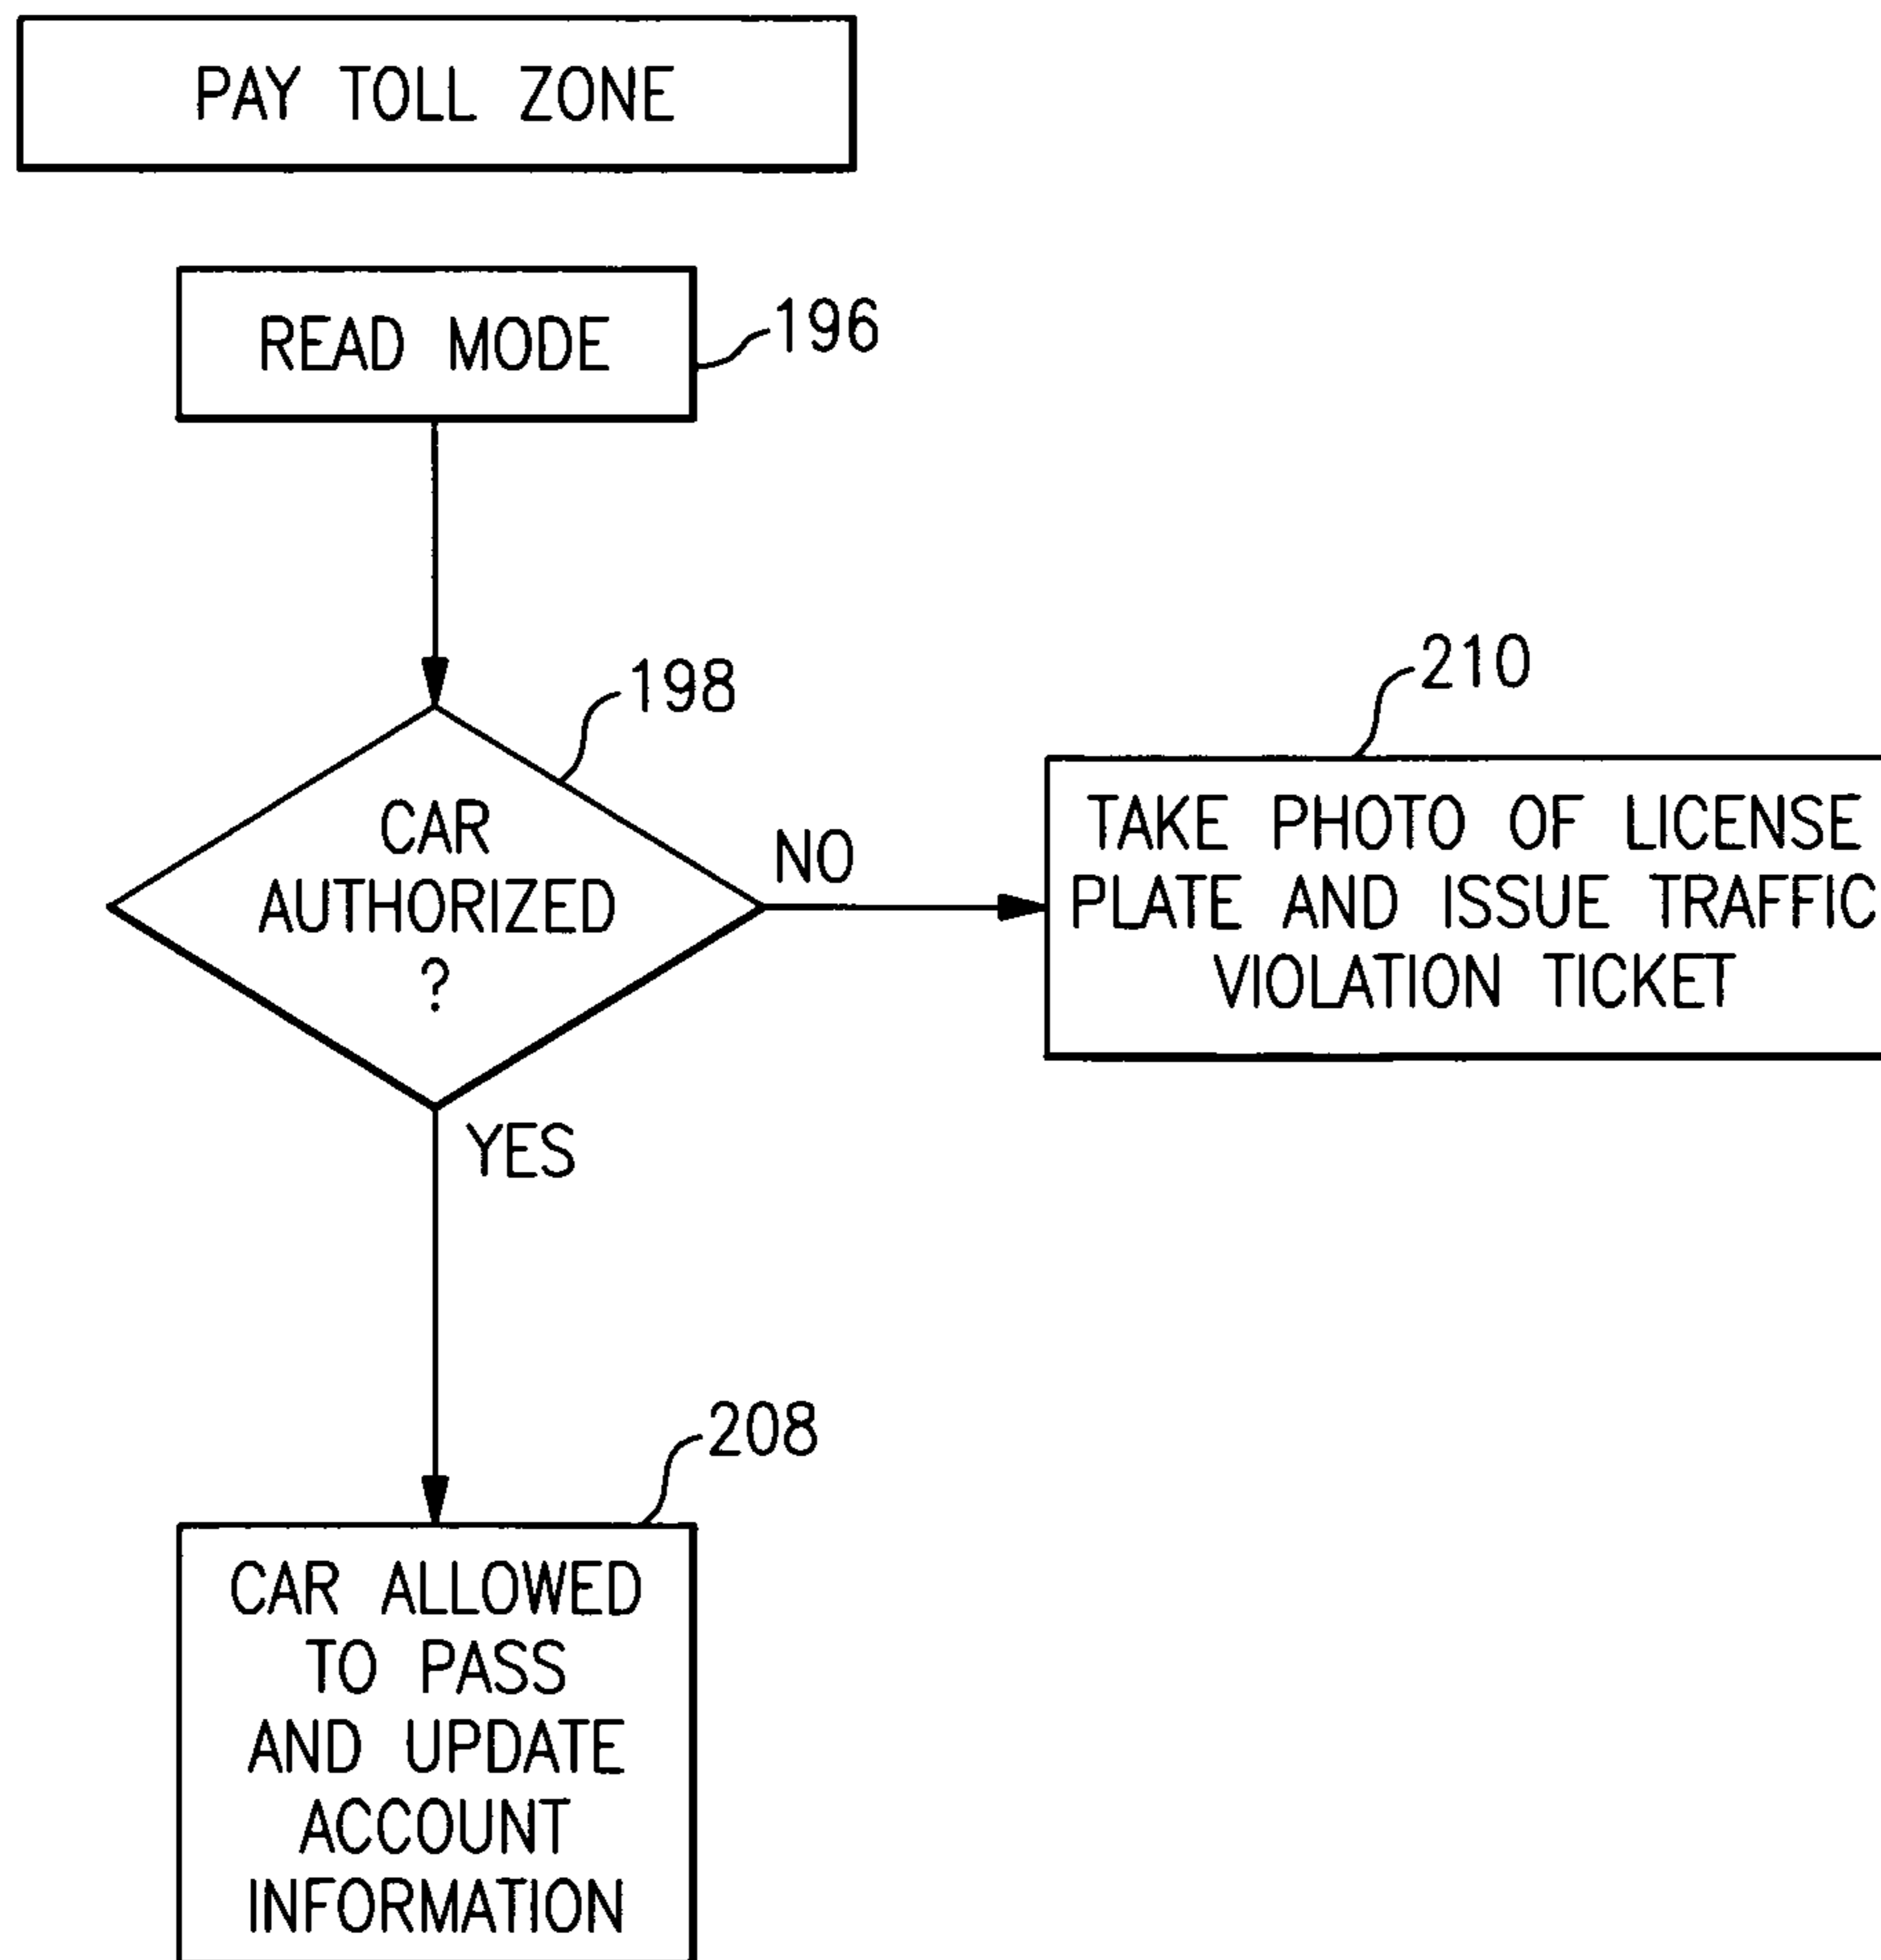 PAY TOLL ZONE
READ MODE
196
198
CAR
AUTHORIZED
?
NO
210
TAKE PHOTO OF LICENSE
PLATE AND ISSUE TRAFFIC
VIOLATION TICKET
YES
208
CAR ALLOWED
TO PASS
AND UPDATE
ACCOUNT
INFORMATION